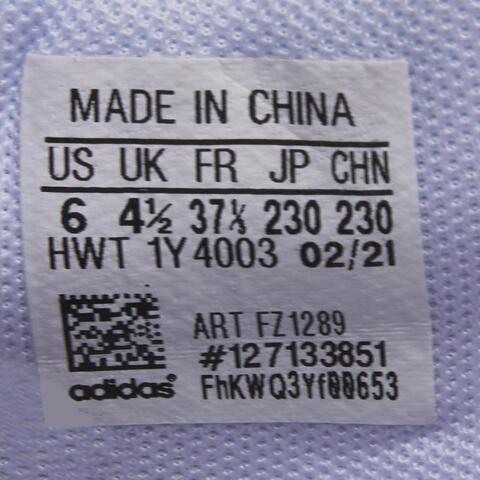 MADE IN CHINA
US UK FR JP CHN
6 4½ 37⅓ 230 230
HWT 1Y4003 02/21
ART FZ1289
#127133851
adidas® FhKWQ3Yf00653